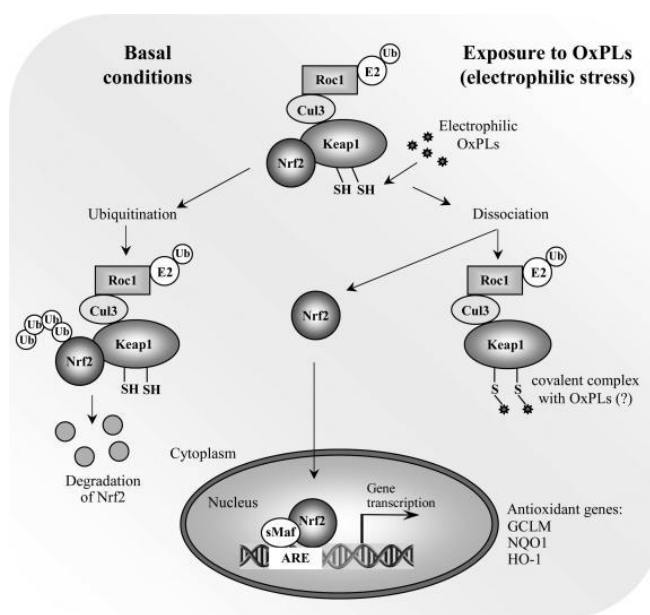 Basal
conditions
Exposure to OxPLs
(electrophilic stress)
Ub
E2
Roc1
Cul3
Keap1
Nrf2
SH SH
Electrophilic
OxPLs
Ubiquitination
Dissociation
Ub
E2
Roc1
Cul3
Ub
Ub
Ub
Ub
Keap1
Nrf2
SH SH
Degradation
of Nrf2
Nrf2
Ub
E2
Roc1
Cul3
Keap1
S S
covalent complex
with OxPLs (?)
Cytoplasm
Nucleus
Gene
transcription
Nrf2
sMaf
ARE
Antioxidant genes:
GCLM
NQO1
HO-1